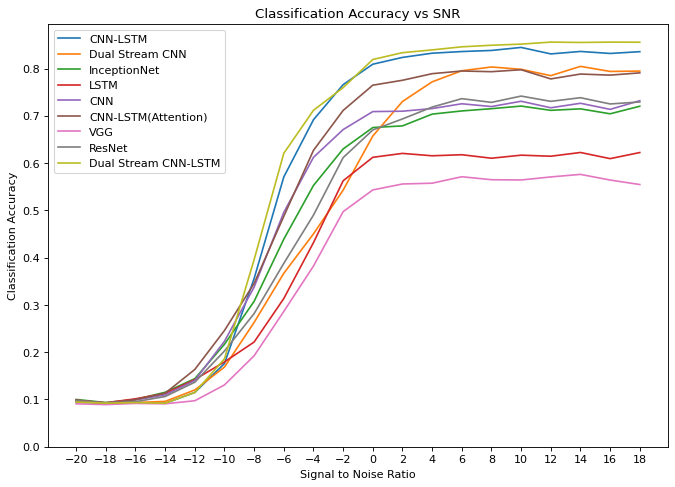 Classification Accuracy vs SNR
CNN-LSTM
Dual Stream CNN
InceptionNet
LSTM
CNN
CNN-LSTM(Attention)
VGG
ResNet
Dual Stream CNN-LSTM
Classification Accuracy
0.8
0.7
0.6
0.5
0.4
0.3
0.2
0.1
0.0
−20 −18 −16 −14 −12 −10 −8 −6 −4 −2 0 2 4 6 8 10 12 14 16 18
Signal to Noise Ratio